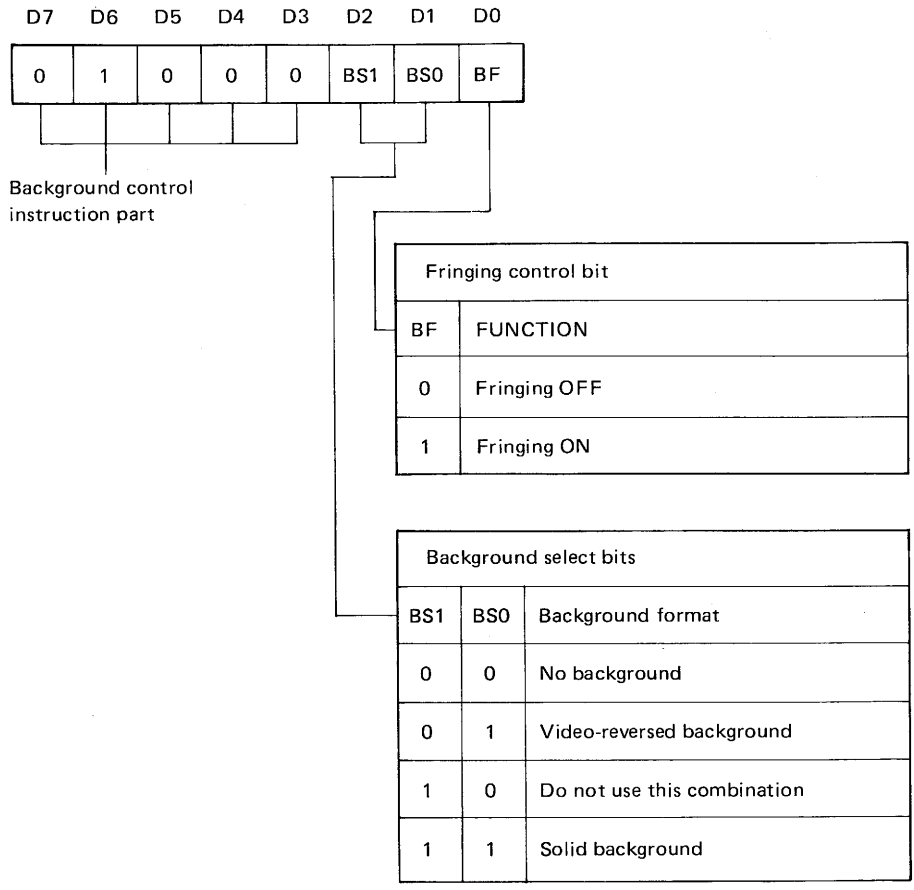 D7 D6 D5 D4 D3 D2 D1 D0
0 1 0 0 0 BS1 BS0 BF
Background control
instruction part
Fringing control bit
BF FUNCTION
0 Fringing OFF
1 Fringing ON
Background select bits
BS1 BS0 Background format
0 0 No background
0 1 Video-reversed background
1 0 Do not use this combination
1 1 Solid background